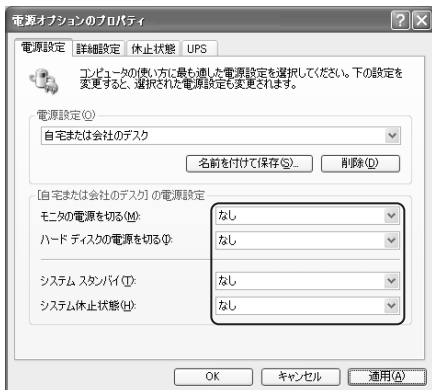 電源オプションのプロパティ
電源設定 詳細設定 休止状態 UPS
コンピュータの使い方に最も適した電源設定を選択してください。下の設定を
変更すると、選択された電源設定も変更されます。
電源設定(O)
自宅または会社のデスク
名前を付けて保存(S)... 削除(D)
[自宅または会社のデスク] の電源設定
モニタの電源を切る(M): なし
ハード ディスクの電源を切る(I): なし
システム スタンバイ(T): なし
システム休止状態(H): なし
OK キャンセル 適用(A)